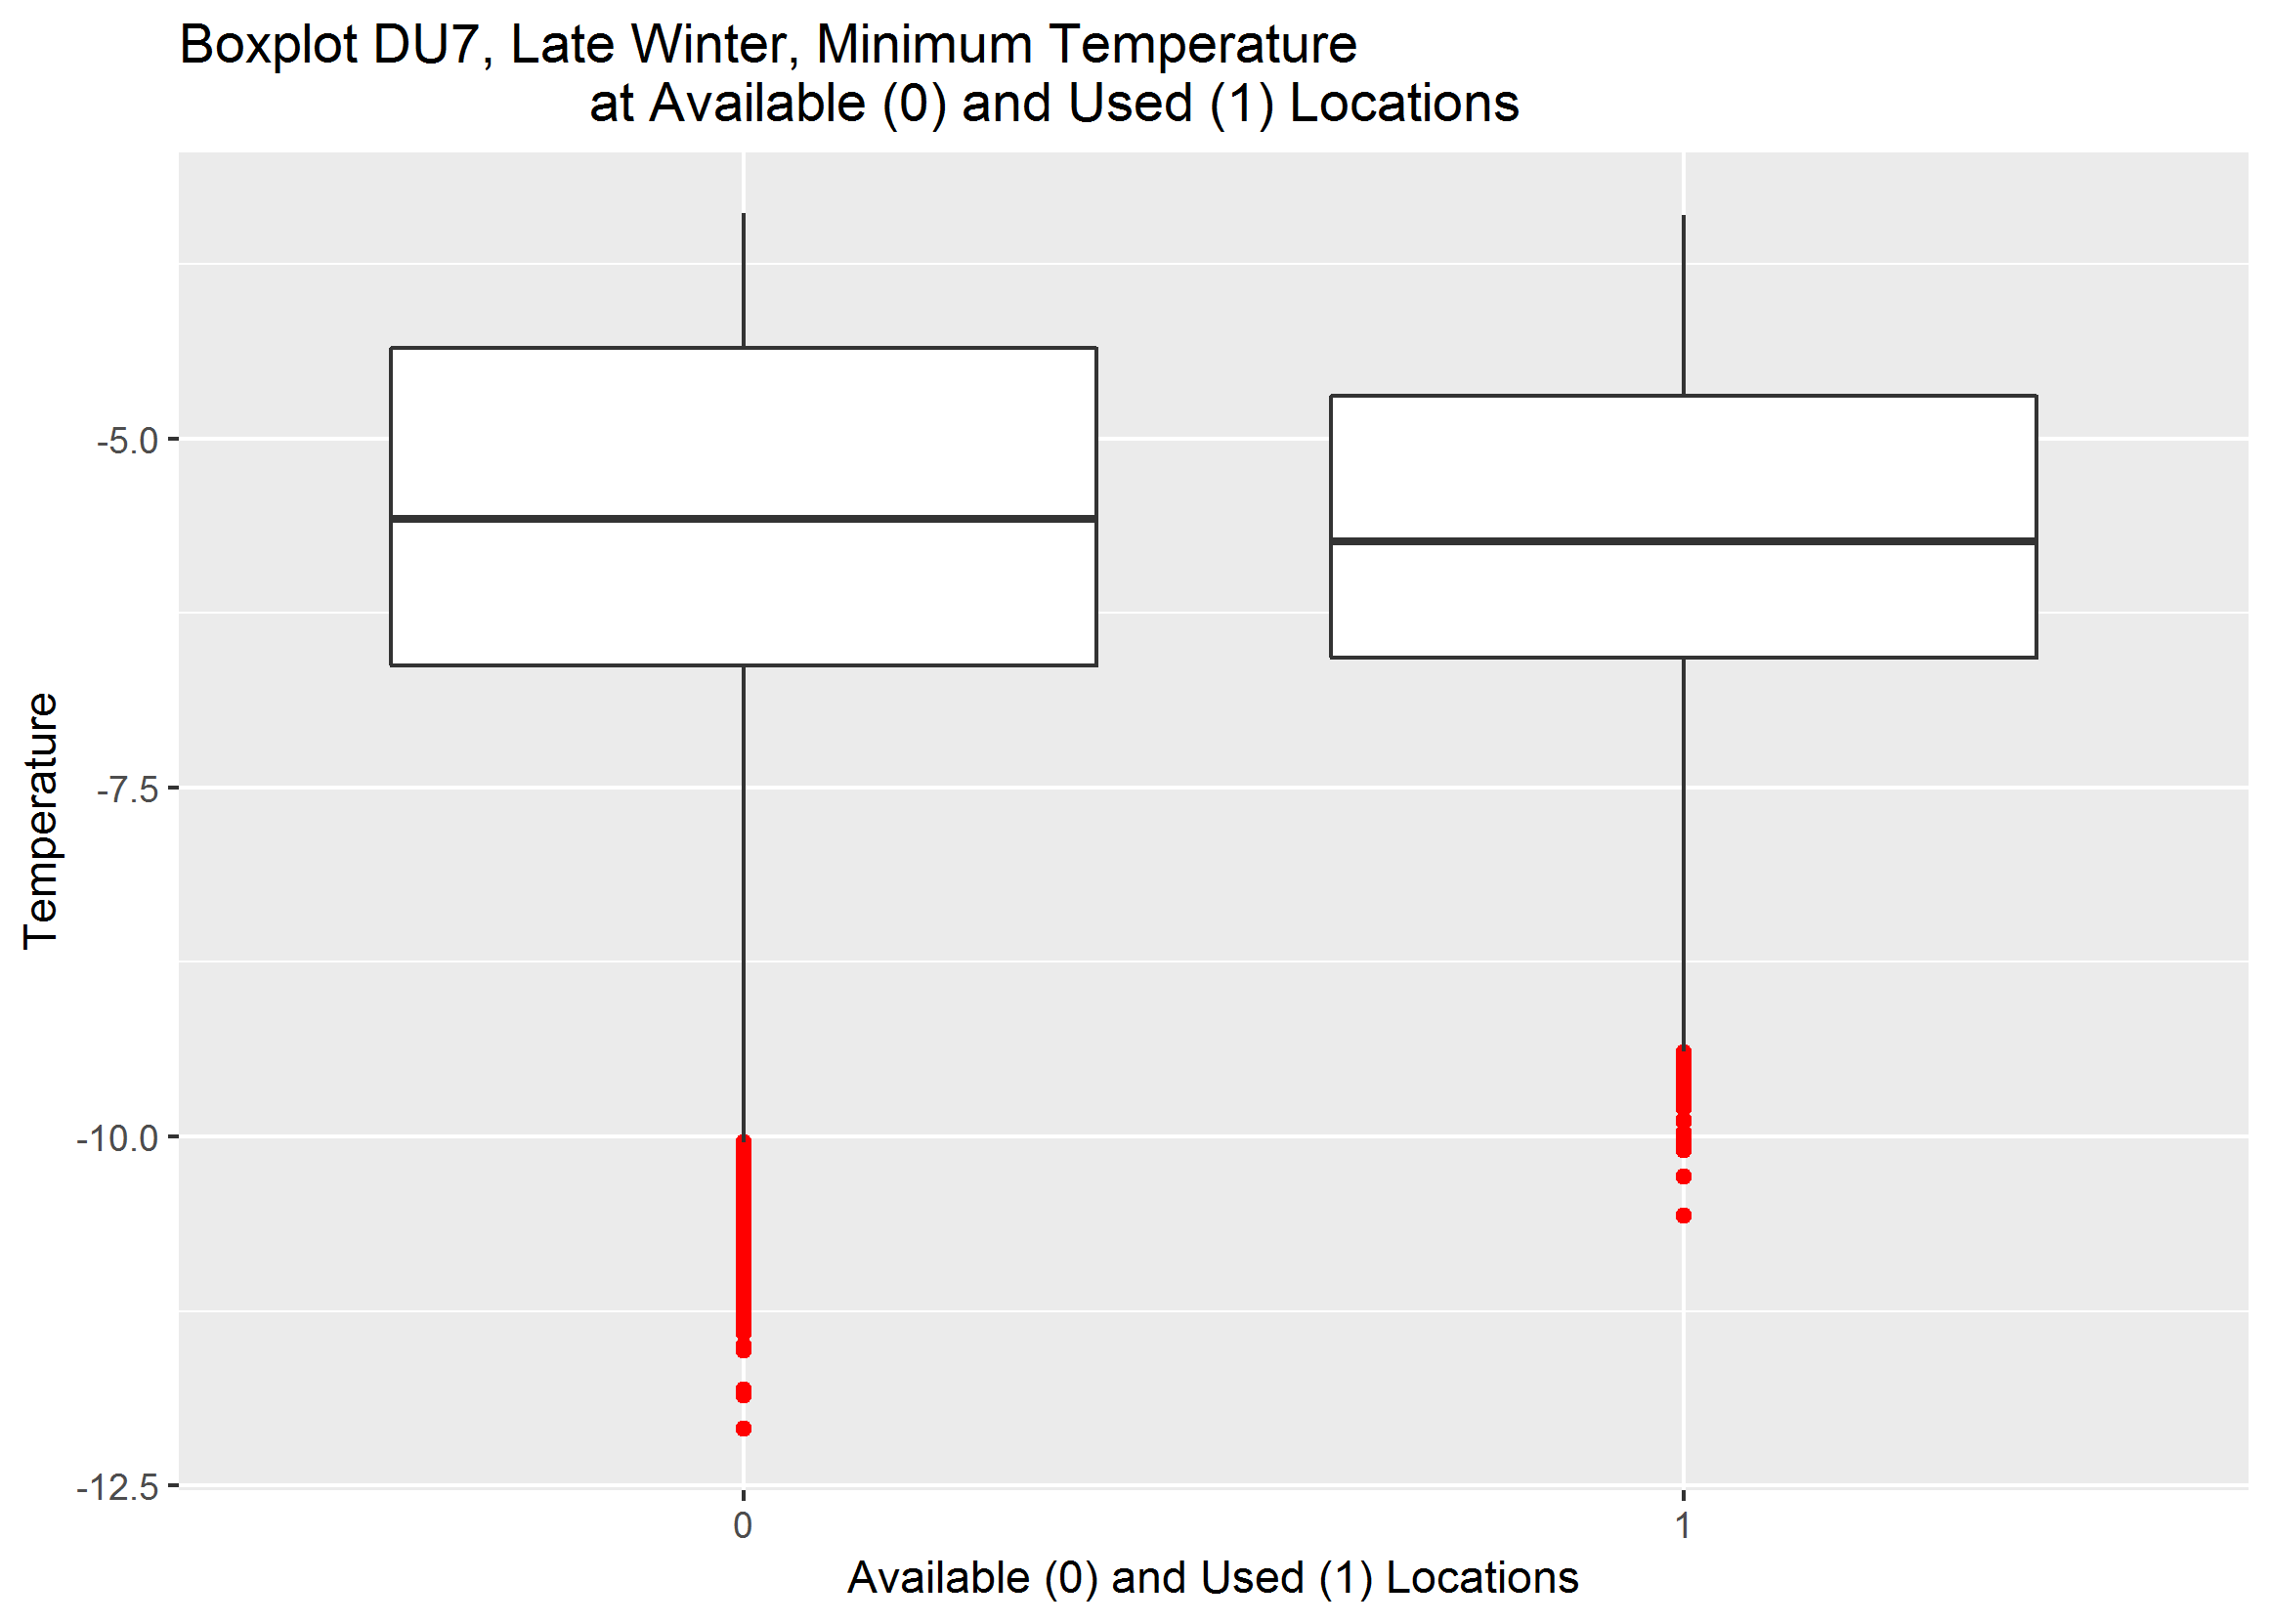 Boxplot DU7, Late Winter, Minimum Temperature
at Available (0) and Used (1) Locations
Temperature
-5.0
-7.5
-10.0
-12.5
0
1
Available (0) and Used (1) Locations